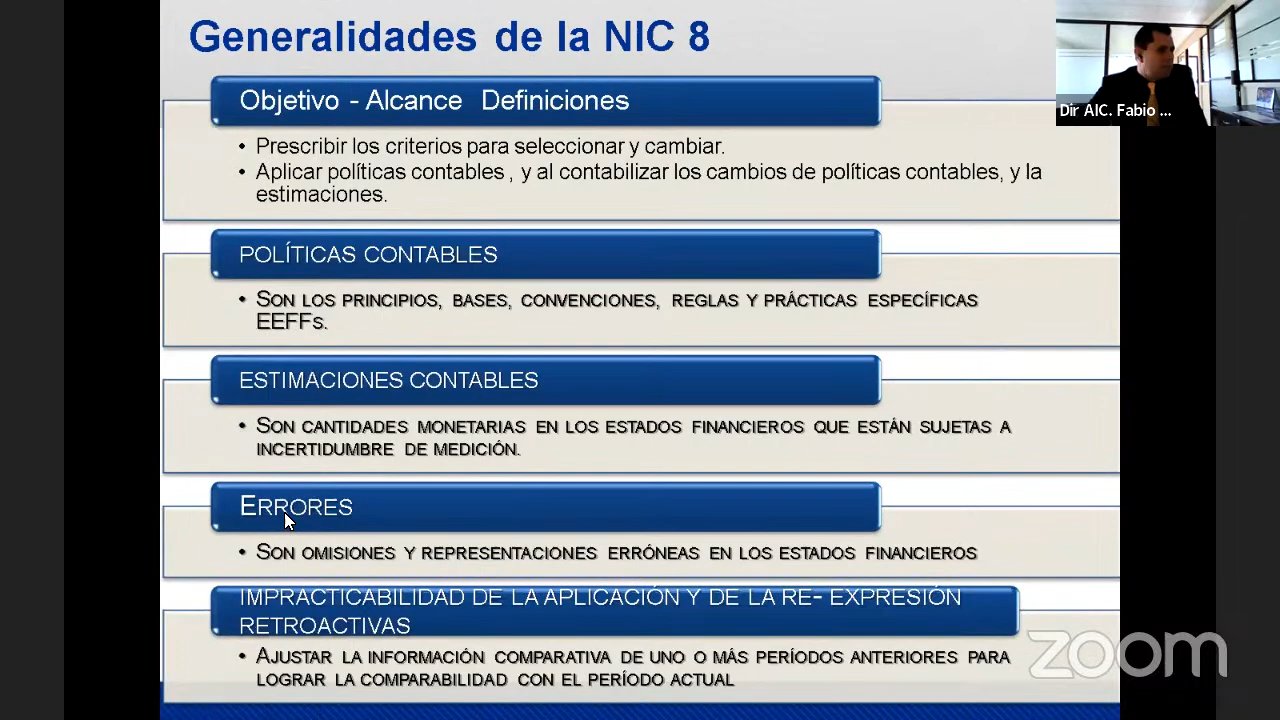 Generalidades de la NIC 8
Objetivo - Alcance Definiciones
• Prescribir los criterios para seleccionar y cambiar.
• Aplicar políticas contables , y al contabilizar los cambios de políticas contables, y la
estimaciones.
POLÍTICAS CONTABLES
• SON LOS PRINCIPIOS, BASES, CONVENCIONES, REGLAS Y PRÁCTICAS ESPECÍFICAS
EEFFS.
ESTIMACIONES CONTABLES
• SON CANTIDADES MONETARIAS EN LOS ESTADOS FINANCIEROS QUE ESTÁN SUJETAS A
INCERTIDUMBRE DE MEDICIÓN.
ERRORES
• SON OMISIONES Y REPRESENTACIONES ERRÓNEAS EN LOS ESTADOS FINANCIEROS
IMPRACTICABILIDAD DE LA APLICACIÓN Y DE LA RE- EXPRESIÓN
RETROACTIVAS
• AJUSTAR LA INFORMACIÓN COMPARATIVA DE UNO O MÁS PERÍODOS ANTERIORES PARA
LOGRAR LA COMPARABILIDAD CON EL PERÍODO ACTUAL
Dir AIC. Fabio ...
zoom